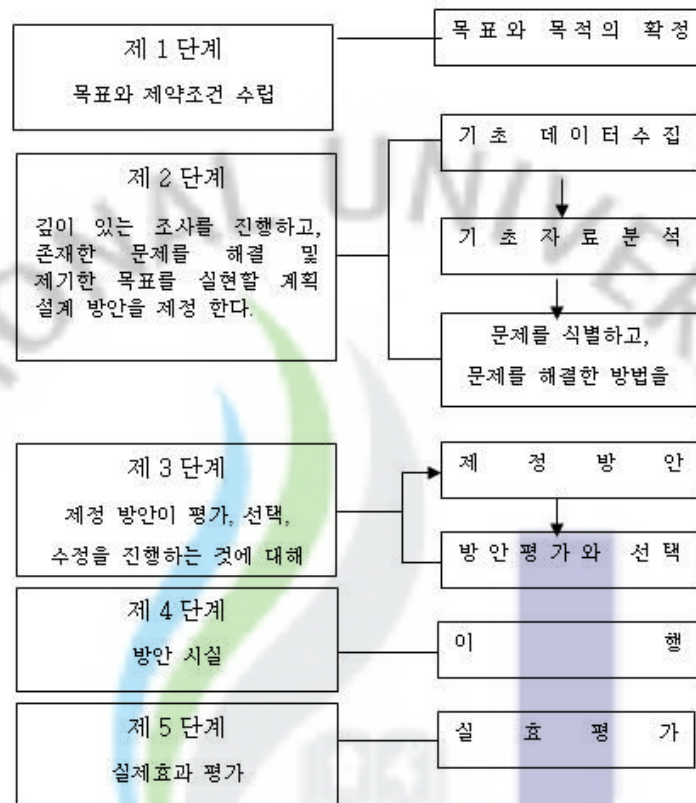 제 1 단계
목표와 제약조건 수립
목 표 와 목 적 의 확 정
제 2 단계
깊이 있는 조사를 진행하고,
존재한 문제를 해결 및
제기한 목표를 실현할 계획
설계 방안을 제정 한다.
기 초 데 이 터 수 집
기 초 자 료 분 석
문제를 식별하고,
문제를 해결한 방법을
제 3 단계
제정 방안이 평가, 선택,
수정을 진행하는 것에 대해
제 정 방 안
방 안 평 가 와 선 택
제 4 단계
방안 시실
이 행
제 5 단계
실제효과 평가
실 효 평 가